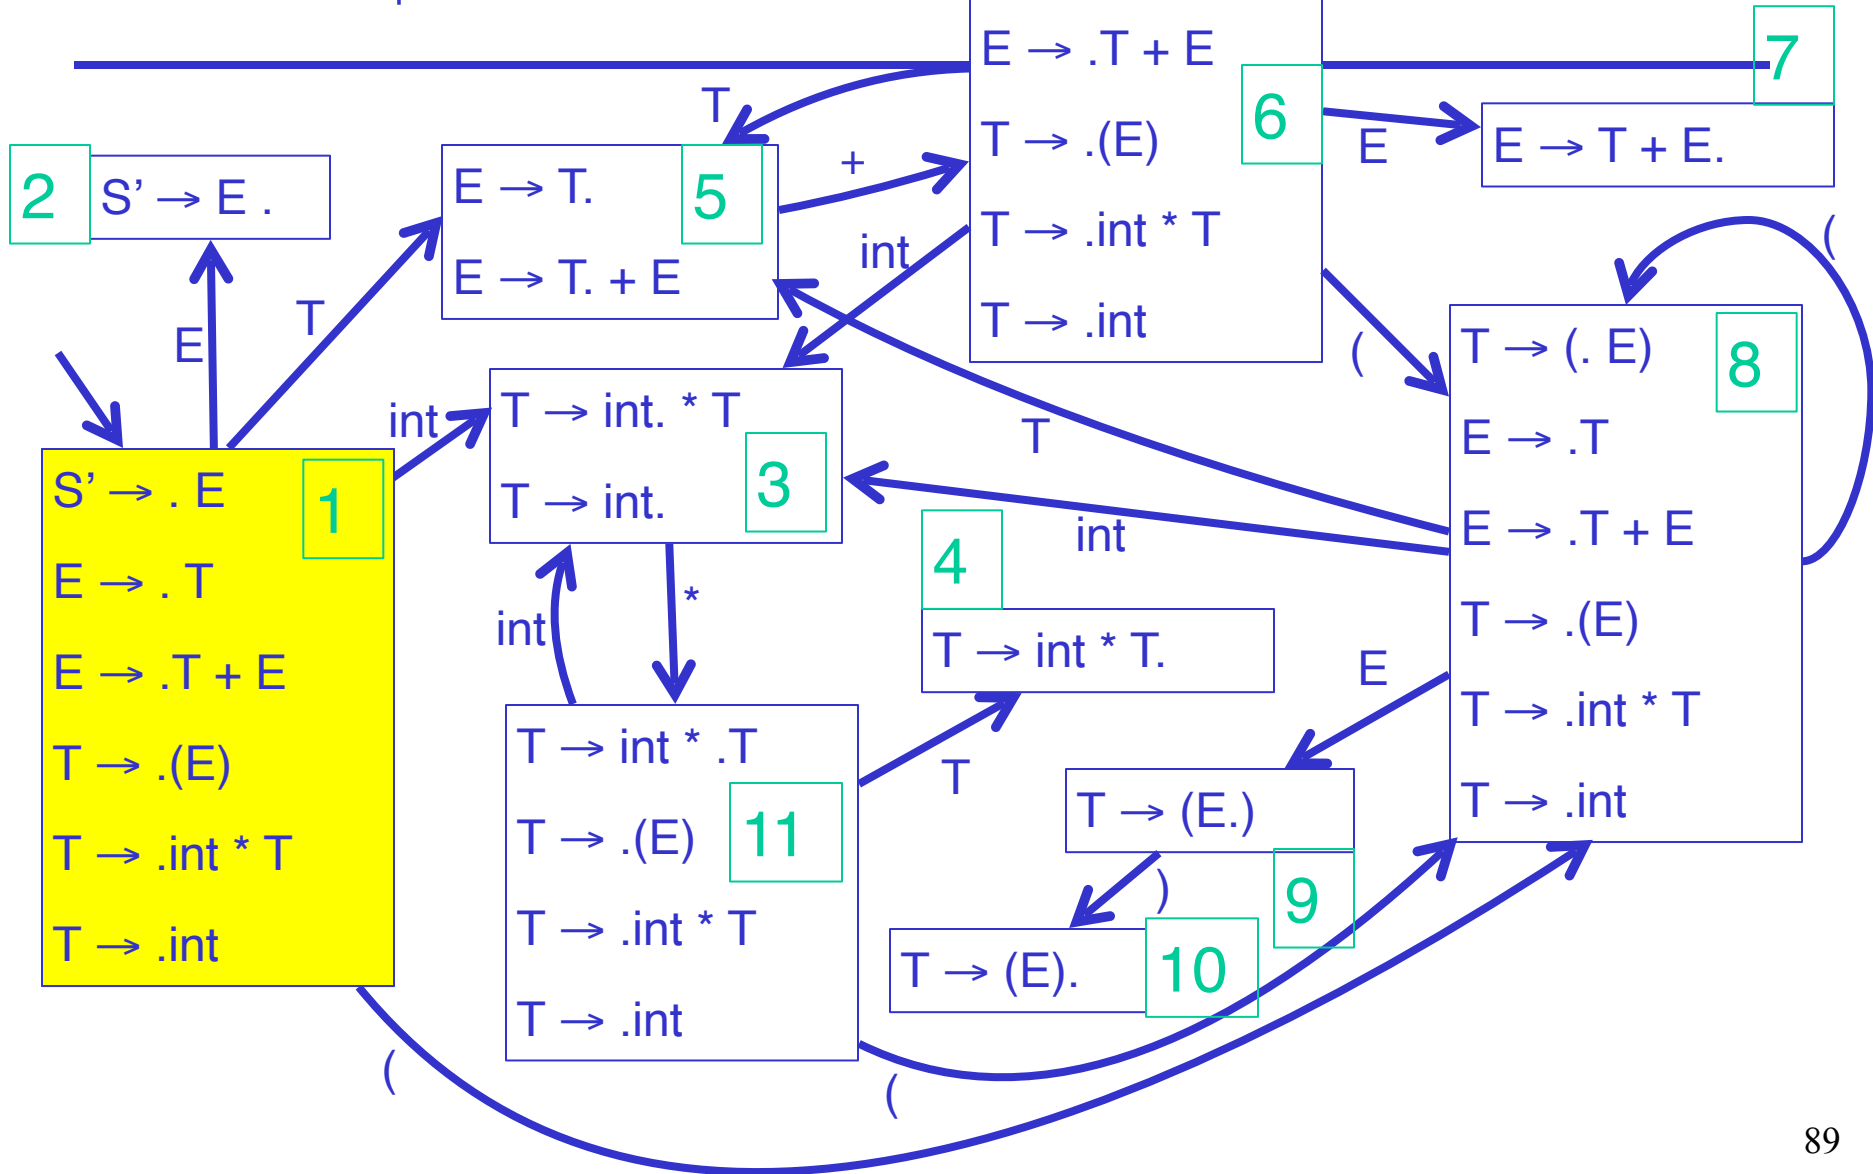 E → .T + E
T → .(E)
T → .int * T
T → .int
6
7
E → T + E.
E
T
+
int
(
2
S' → E .
E
T
E → T.
E → T. + E
5
int
T → int. * T
T → int.
3
T
int
(
T → (. E)
E → .T
E → .T + E
T → .(E)
T → .int * T
T → .int
8
S' → . E
E → . T
E → .T + E
T → .(E)
T → .int * T
T → .int
1
int
*
4
T → int * T.
T → int * .T
T → .(E)
T → .int * T
T → .int
11
T
E
T → (E.)
9
)
T → (E).
10
(
(
89